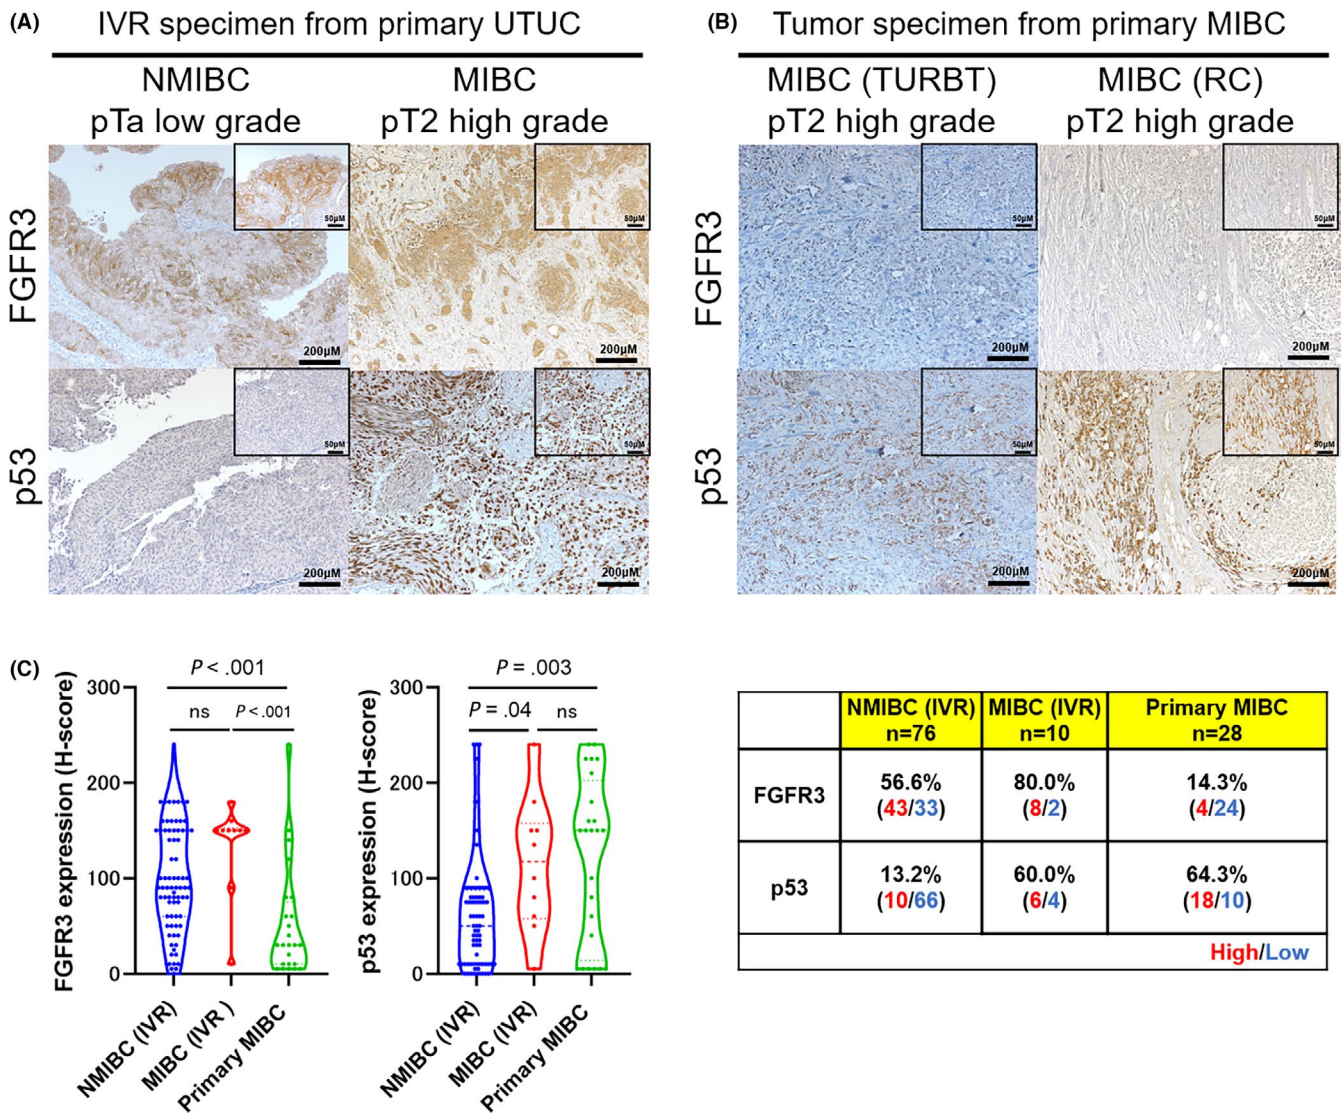 (A)
IVR specimen from primary UTUC
NMIBC
pTa low grade
MIBC
pT2 high grade
FGFR3
50μM
200μM
50μM
200μM
p53
50μM
200μM
50μM
200μM
(B)
Tumor specimen from primary MIBC
MIBC (TURBT)
pT2 high grade
MIBC (RC)
pT2 high grade
FGFR3
50μM
200μM
50μM
200μM
p53
50μM
200μM
50μM
200μM
(C)
FGFR3 expression (H-score)
300
200
100
0
P < .001
ns
P < .001
NMIBC (IVR)
MIBC (IVR )
Primary MIBC
p53 expression (H-score)
300
200
100
0
P = .003
P = .04
ns
NMIBC (IVR)
MIBC (IVR)
Primary MIBC
NMIBC (IVR)
n=76
MIBC (IVR)
n=10
Primary MIBC
n=28
FGFR3
56.6%
(43/33)
80.0%
(8/2)
14.3%
(4/24)
p53
13.2%
(10/66)
60.0%
(6/4)
64.3%
(18/10)
High/Low